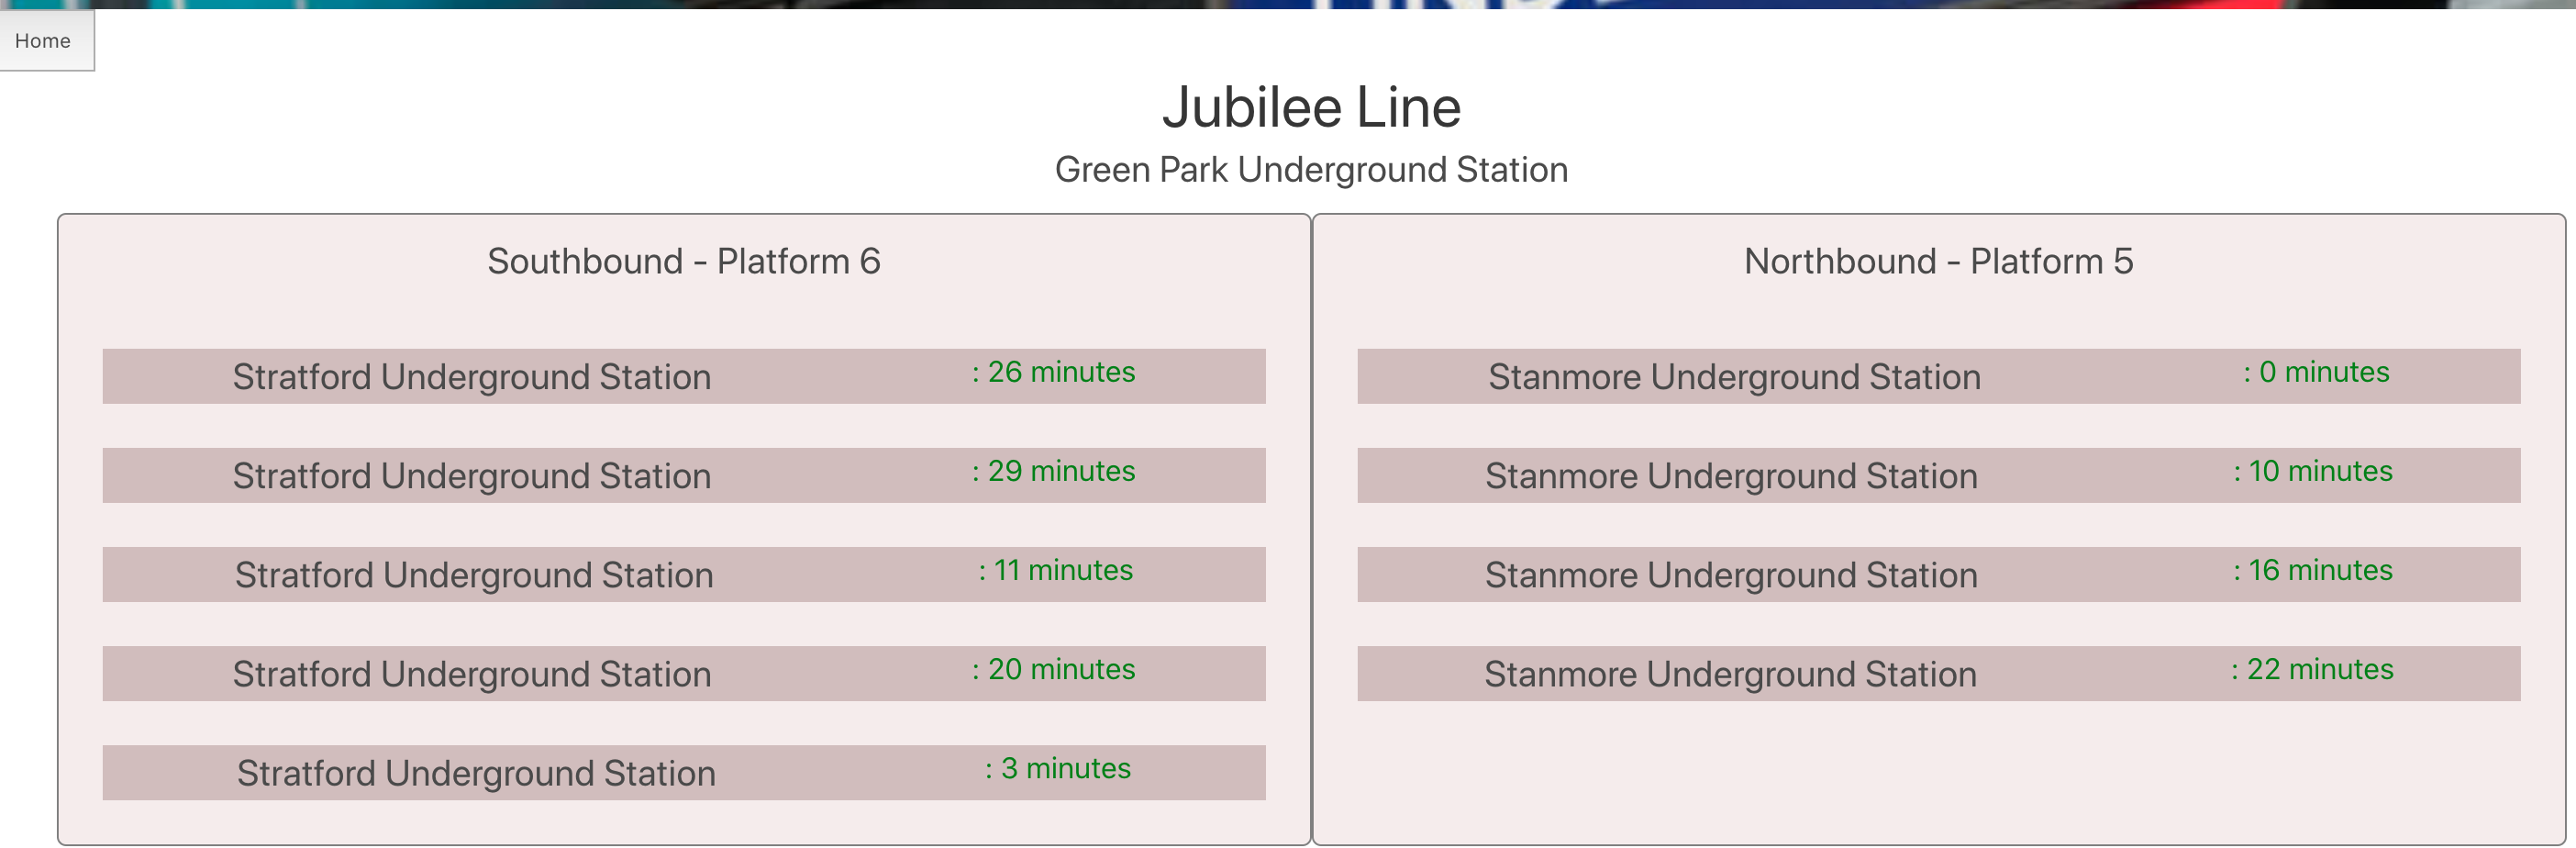 Home
Jubilee Line
Green Park Underground Station
Southbound - Platform 6
Stratford Underground Station : 26 minutes
Stratford Underground Station : 29 minutes
Stratford Underground Station : 11 minutes
Stratford Underground Station : 20 minutes
Stratford Underground Station : 3 minutes
Northbound - Platform 5
Stanmore Underground Station : 0 minutes
Stanmore Underground Station : 10 minutes
Stanmore Underground Station : 16 minutes
Stanmore Underground Station : 22 minutes